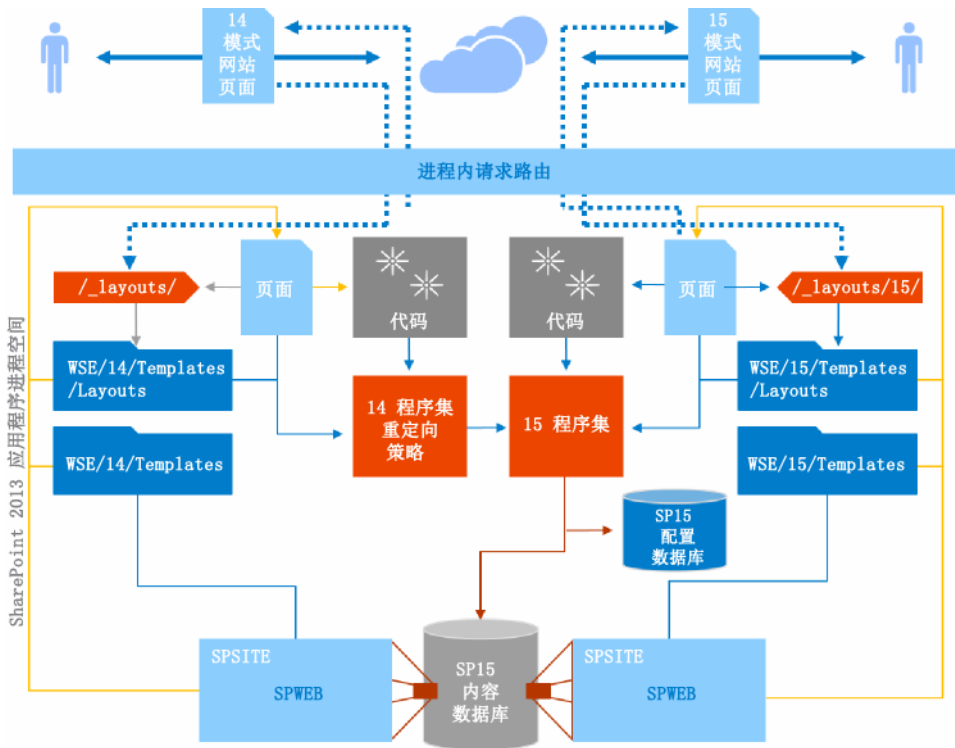 14
模式
网站
页面
15
模式
网站
页面
进程内请求路由
/_layouts/
页面
代码
代码
页面
/_layouts/15/
WSE/14/Templates
/Layouts
14 程序集
重定向
策略
15 程序集
WSE/15/Templates
/Layouts
WSE/14/Templates
WSE/15/Templates
SP15
配置
数据库
SharePoint 2013 应用程序进程空间
SPSITE
SPWEB
SP15
内容
数据库
SPSITE
SPWEB